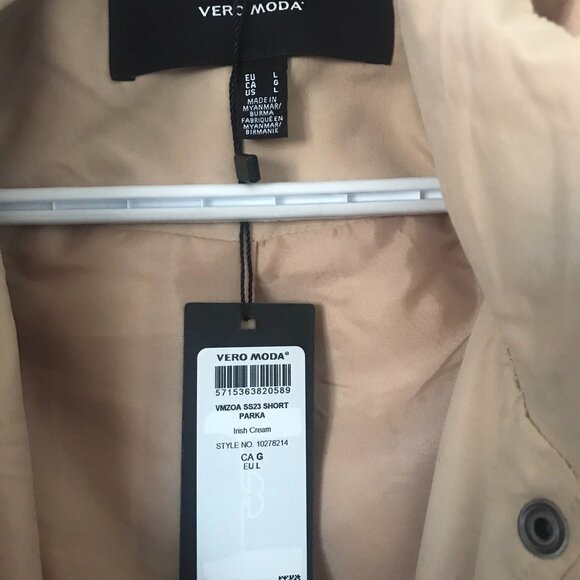 VERO MODA
EU L
CA G
US L
MADE IN
MYANMAR/
BURMA
FABRIQUÉ EN
MYANMAR/
BIRMANIE
VERO MODA®
5715363820589
VMZOA SS23 SHORT
PARKA
Irish Cream
STYLE NO. 10278214
CA G
EU L